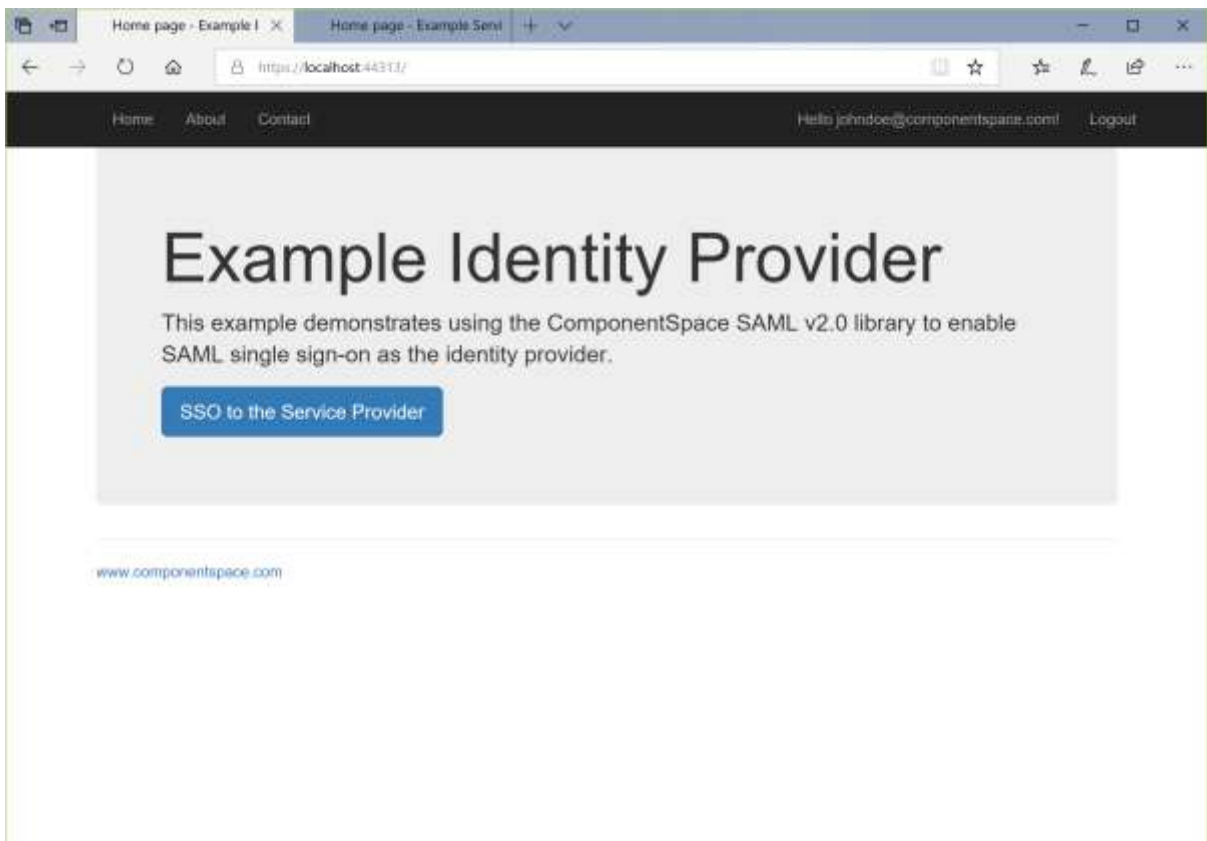 Home page - Example I
Home page - Example Servi
https://localhost:44313/
Home About Contact
Hello johndoe@componentspace.com! Logout
Example Identity Provider
This example demonstrates using the ComponentSpace SAML v2.0 library to enable
SAML single sign-on as the identity provider.
SSO to the Service Provider
www.componentspace.com